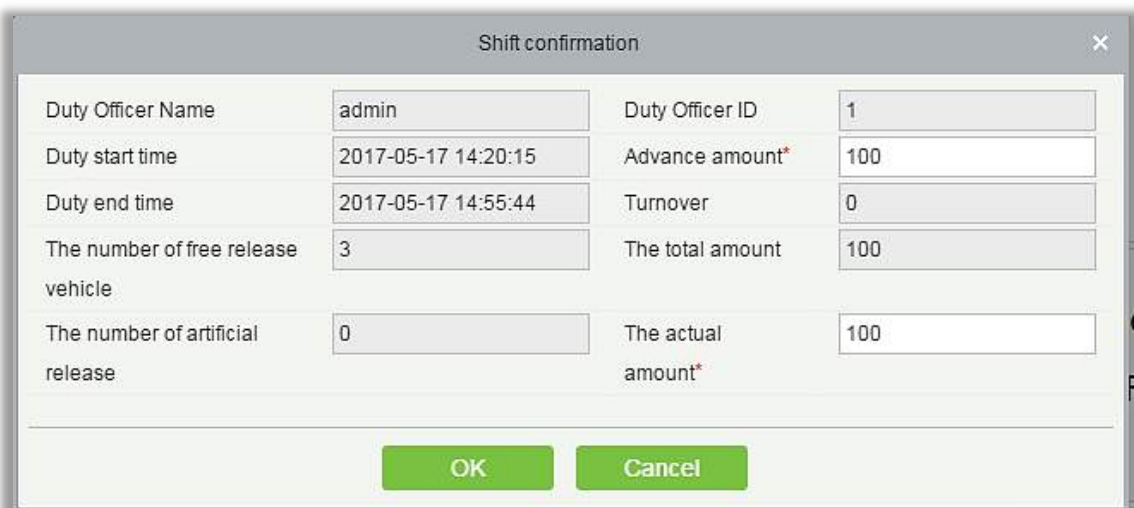 Shift confirmation ×
Duty Officer Name admin Duty Officer ID 1
Duty start time 2017-05-17 14:20:15 Advance amount* 100
Duty end time 2017-05-17 14:55:44 Turnover 0
The number of free release 3 The total amount 100
vehicle
The number of artificial 0 The actual 100
release amount*
OK Cancel